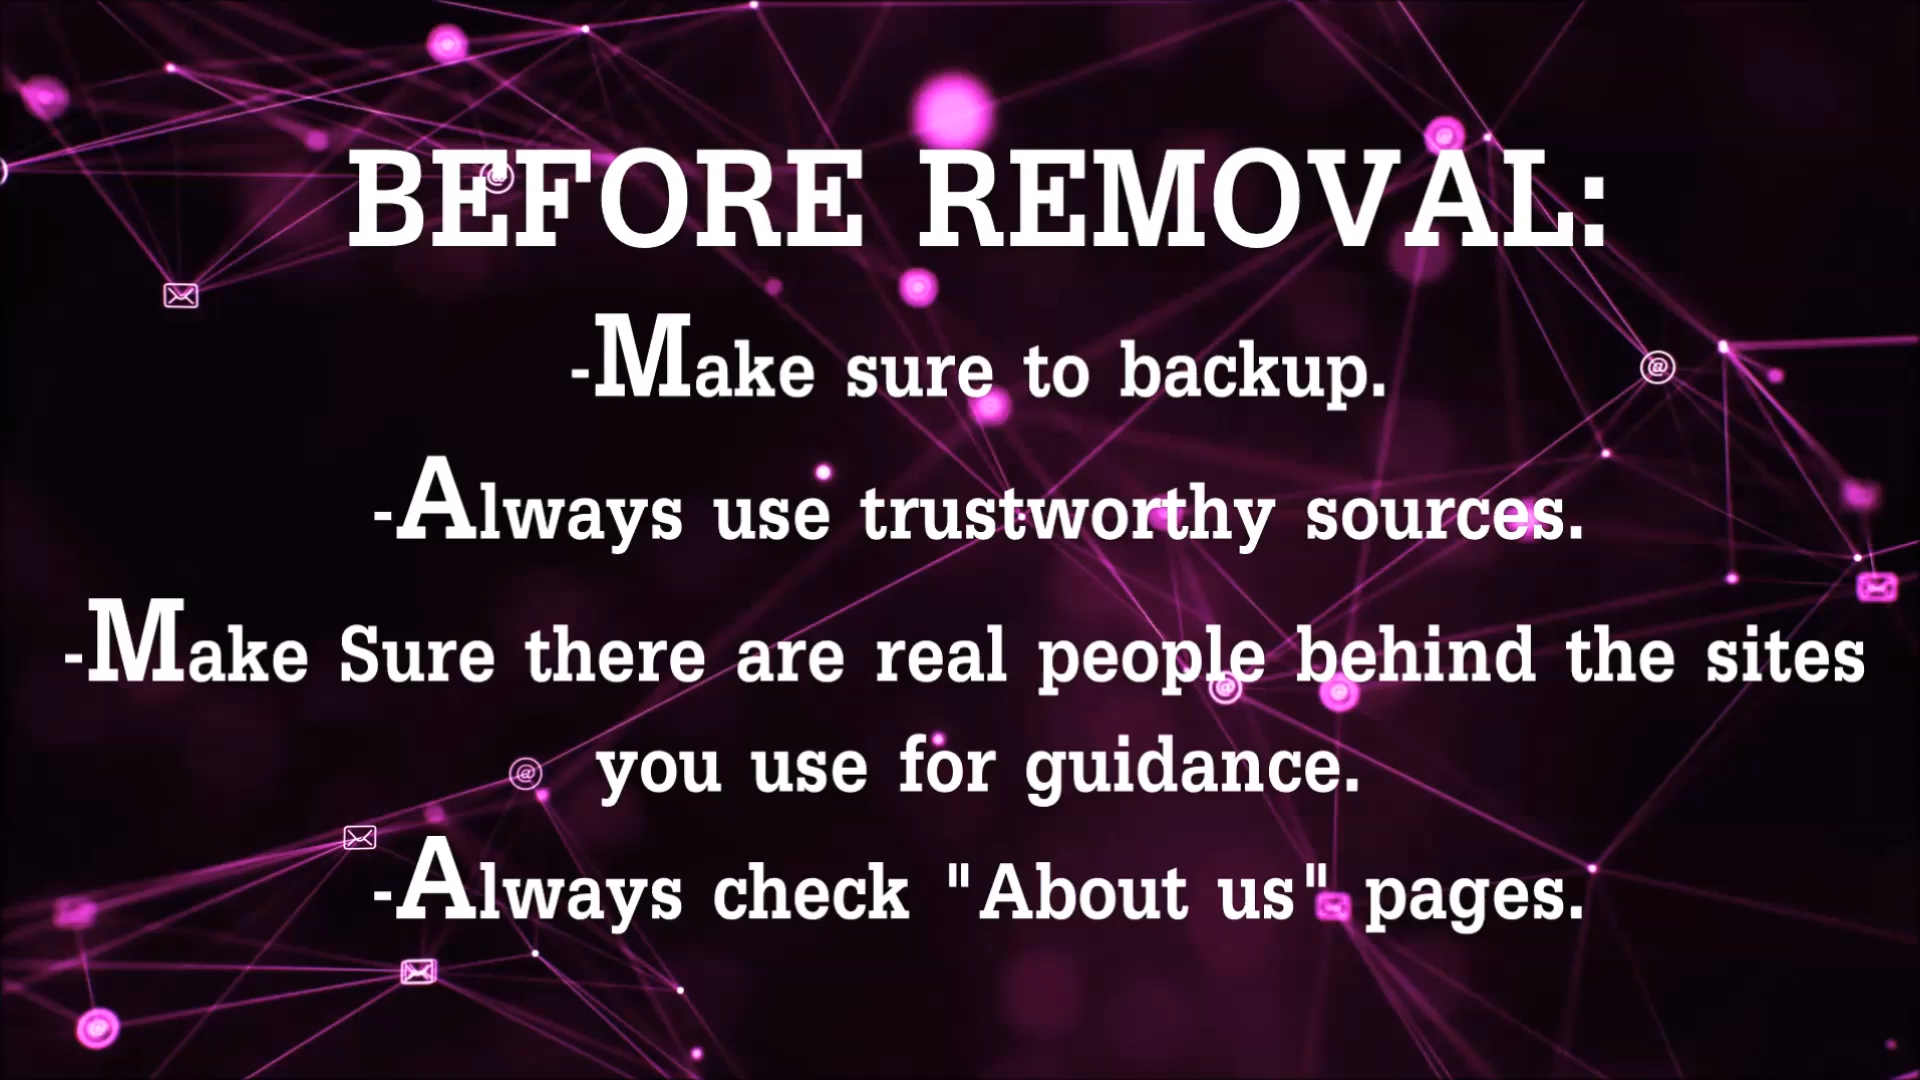 BEFORE REMOVAL:
-Make sure to backup.
-Always use trustworthy sources.
-Make Sure there are real people behind the sites
you use for guidance.
-Always check "About us" pages.